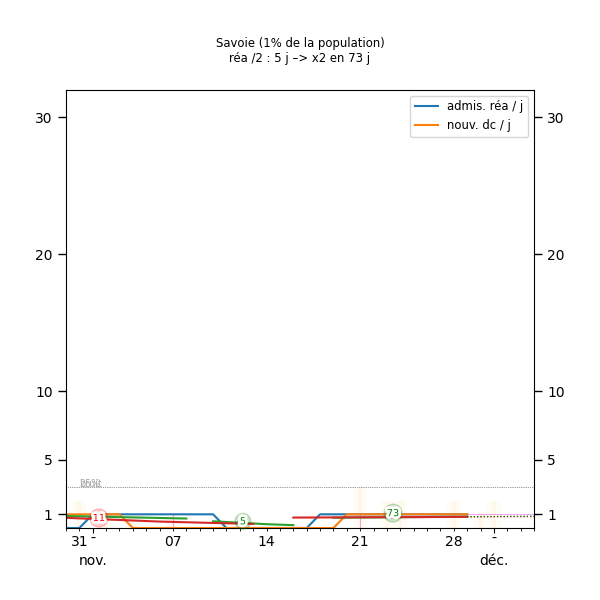 Savoie (1% de la population)
réa /2 : 5 j –> x2 en 73 j
admis. réa / j
nouv. dc / j
30 30
20 20
10 10
5 5
1 1
11 5 73
31 - 07 14 21 28 -
nov. déc.